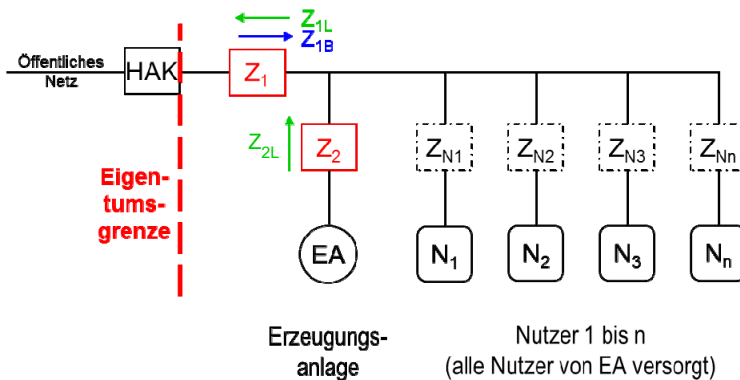 Z1L
Z1B
Öffentliches
Netz
HAK
Z1
Z2L
Z2
ZN1
ZN2
ZN3
ZNn
Eigen-
tums-
grenze
EA
N1
N2
N3
Nn
Erzeugungs-
anlage
Nutzer 1 bis n
(alle Nutzer von EA versorgt)